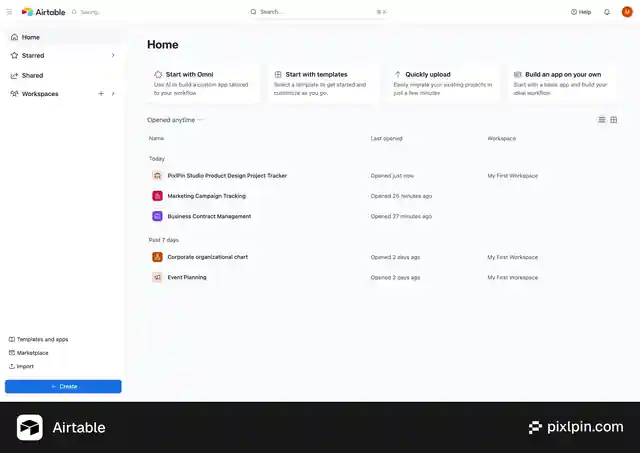 Airtable
Saving...
Search...
⌘ K
Help
M
Home
Starred
Shared
Workspaces
Home
Start with Omni
Use AI to build a custom app tailored to your workflow
Start with templates
Select a template to get started and customize as you go.
Quickly upload
Easily migrate your existing projects in just a few minutes
Build an app on your own
Start with a blank app and build your ideal workflow.
Opened anytime
Name
Last opened
Workspace
Today
PixlPin Studio Product Design Project Tracker
Opened just now
My First Workspace
Marketing Campaign Tracking
Opened 26 minutes ago
Business Contract Management
Opened 27 minutes ago
Past 7 days
Corporate organizational chart
Opened 2 days ago
My First Workspace
Event Planning
Opened 2 days ago
My First Workspace
Templates and apps
Marketplace
Import
Create
Airtable
pixlpin.com